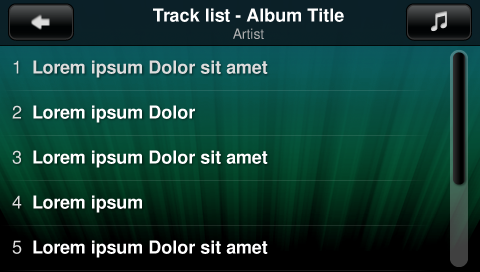 Track list - Album Title
Artist
1 Lorem ipsum Dolor sit amet
2 Lorem ipsum Dolor
3 Lorem ipsum Dolor sit amet
4 Lorem ipsum
5 Lorem ipsum Dolor sit amet